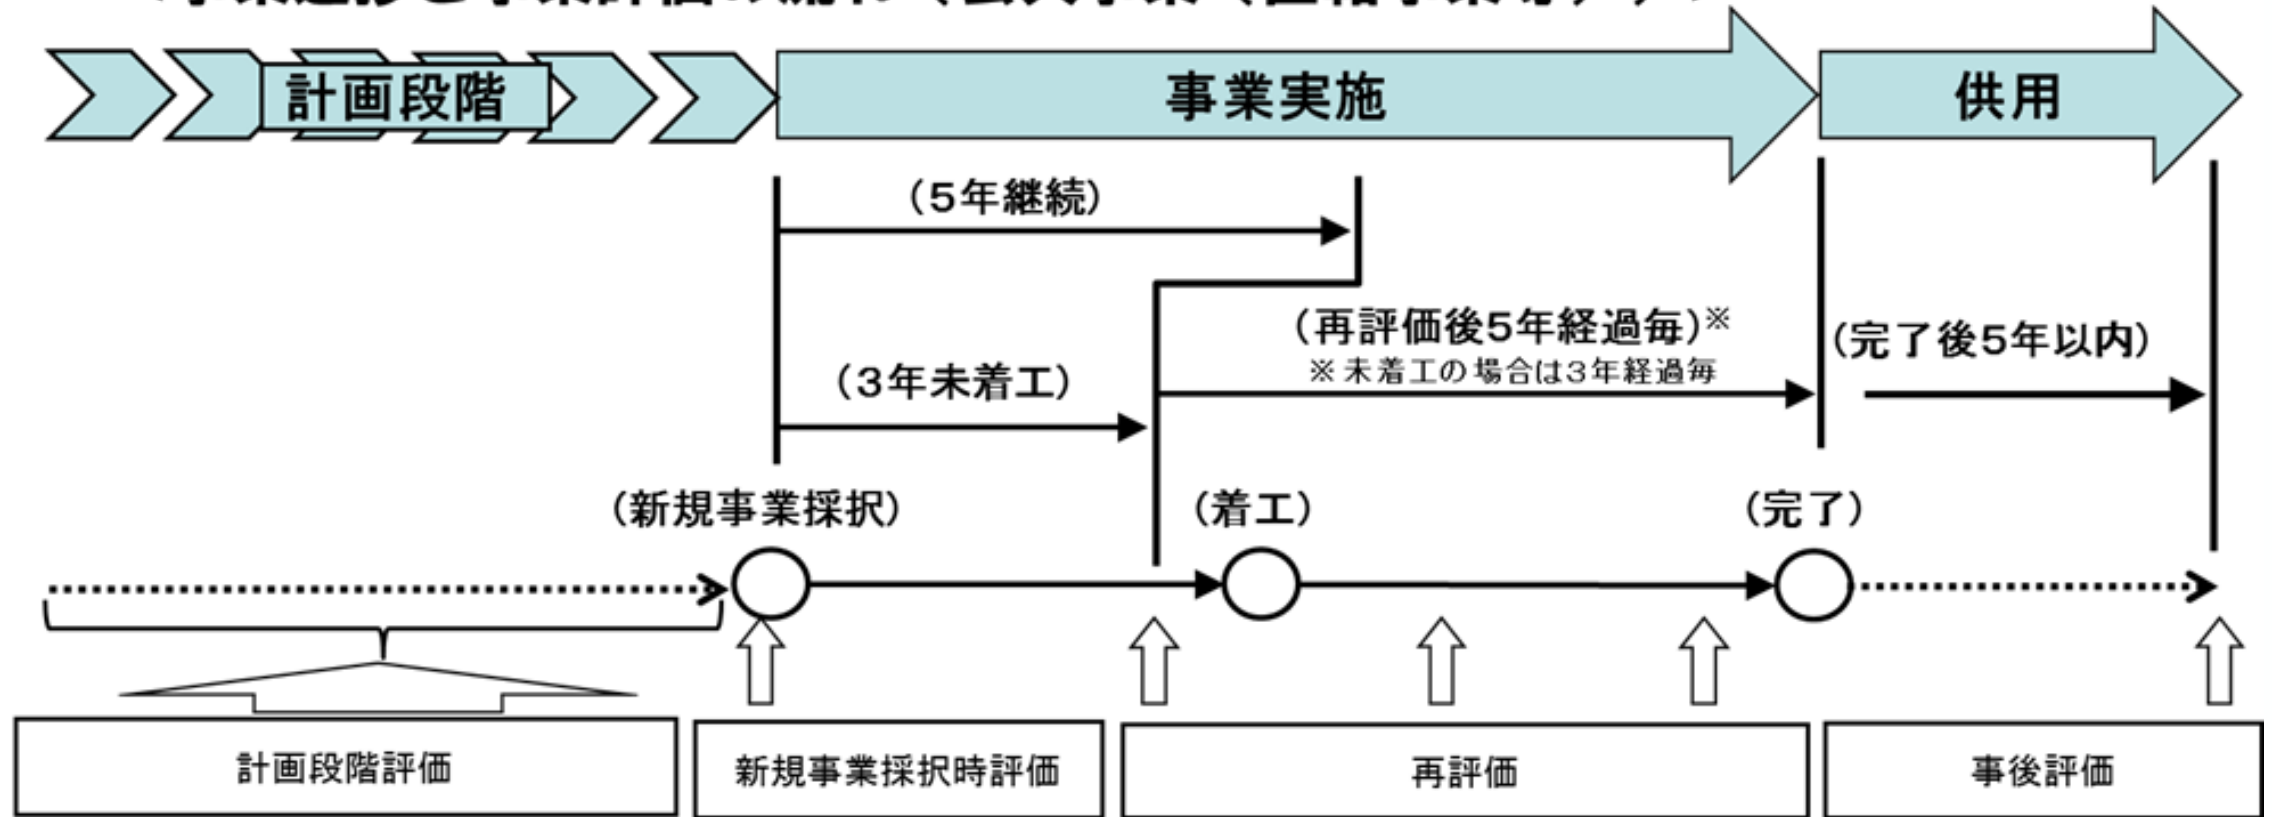 計画段階
事業実施
供用
（５年継続）
（再評価後５年経過毎）※
※未着工の場合は３年経過毎
（完了後５年以内）
（３年未着工）
（新規事業採択）
（着工）
（完了）
計画段階評価
新規事業採択時評価
再評価
事後評価